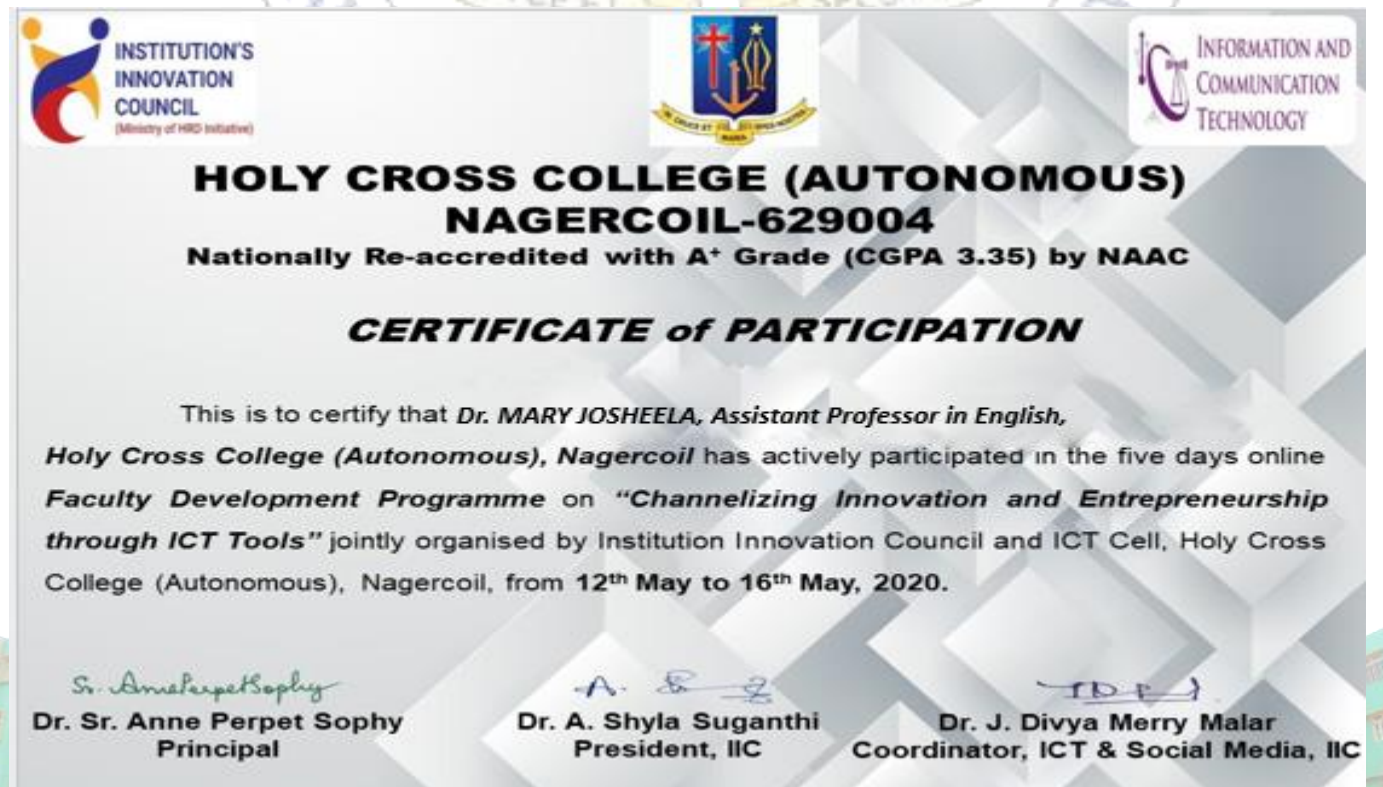 INSTITUTION'S
INNOVATION
COUNCIL
(Ministry of HRD Initiative)
INFORMATION AND
COMMUNICATION
TECHNOLOGY
HOLY CROSS COLLEGE (AUTONOMOUS)
NAGERCOIL-629004
Nationally Re-accredited with A⁺ Grade (CGPA 3.35) by NAAC
CERTIFICATE of PARTICIPATION
This is to certify that Dr. MARY JOSHEELA, Assistant Professor in English,
Holy Cross College (Autonomous), Nagercoil has actively participated in the five days online
Faculty Development Programme on “Channelizing Innovation and Entrepreneurship
through ICT Tools” jointly organised by Institution Innovation Council and ICT Cell, Holy Cross
College (Autonomous), Nagercoil, from 12ᵗʰ May to 16ᵗʰ May, 2020.
Sr. AnnePerpetSophy
Dr. Sr. Anne Perpet Sophy
Principal
Dr. A. Shyla Suganthi
President, IIC
Dr. J. Divya Merry Malar
Coordinator, ICT & Social Media, IIC